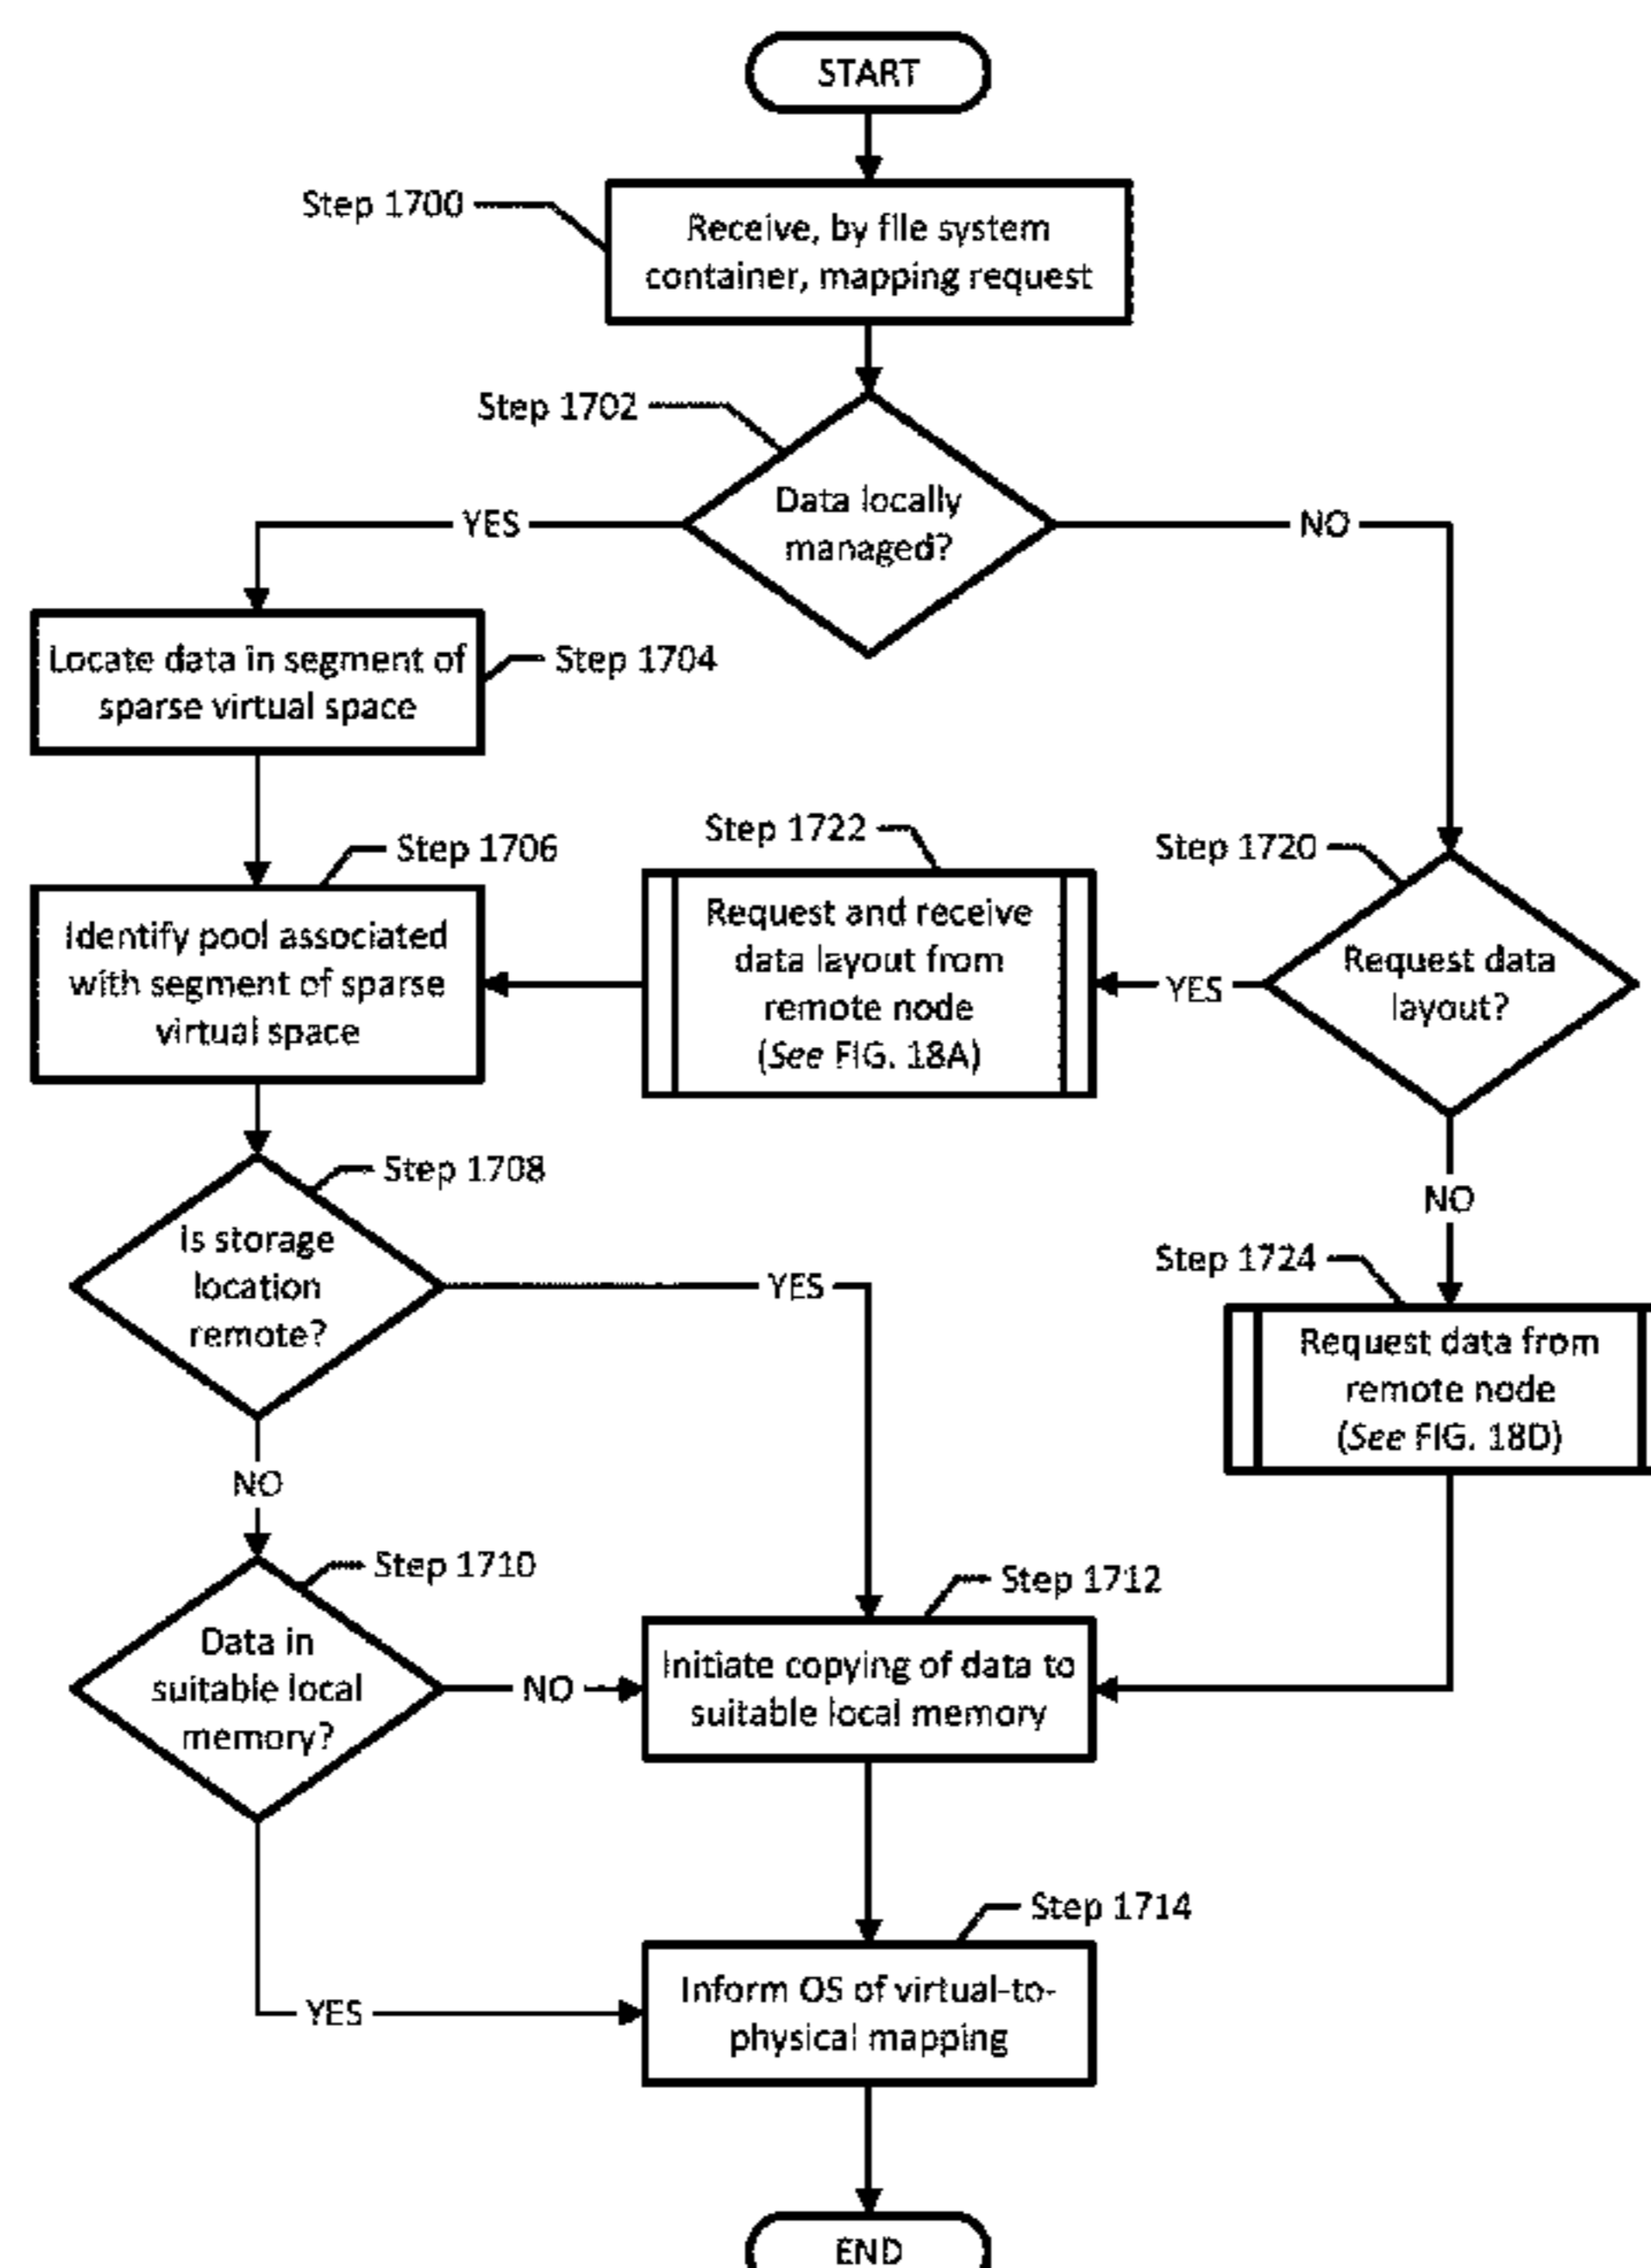 START
Step 1700
Receive, by file system
container, mapping request
Step 1702
Data locally
managed?
YES
NO
Locate data in segment of
sparse virtual space
Step 1704
Step 1706
Identify pool associated
with segment of sparse
virtual space
Step 1722
Request and receive
data layout from
remote node
(See FIG. 18A)
YES
Step 1720
Request data
layout?
NO
Step 1708
Is storage
location
remote?
YES
NO
Step 1724
Request data from
remote node
(See FIG. 18D)
Step 1710
Data in
suitable local
memory?
NO
YES
Step 1712
Initiate copying of data to
suitable local memory
Step 1714
Inform OS of virtual-to-
physical mapping
END